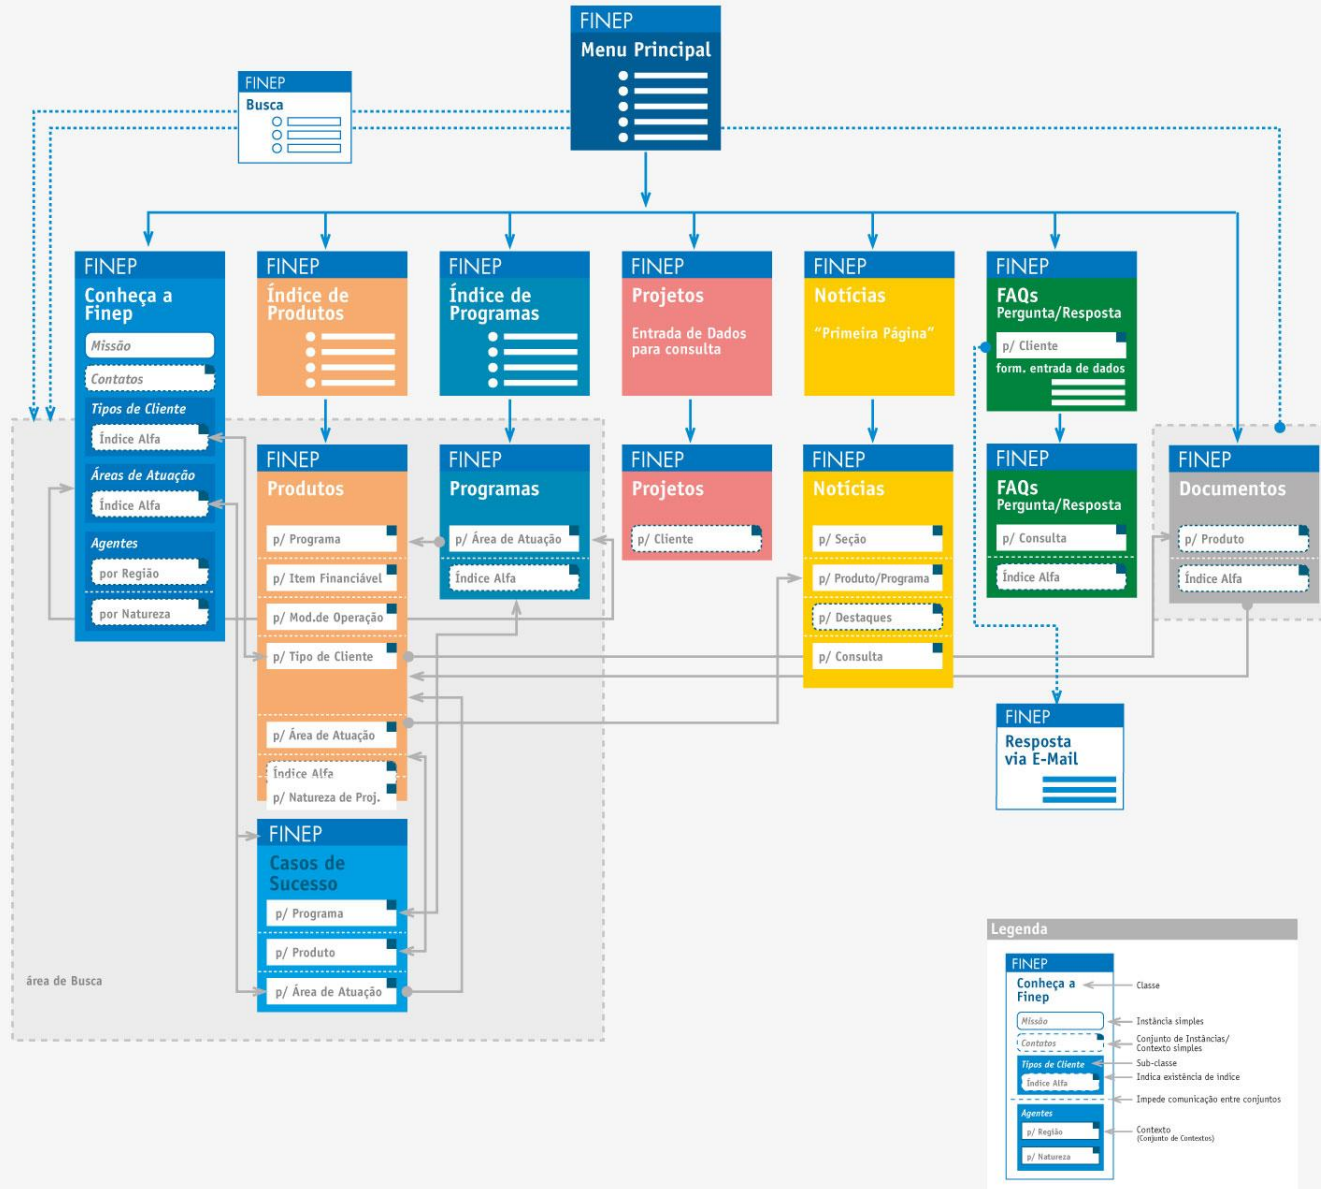 FINEP
Menu Principal
FINEP
Busca
FINEP
Conheça a
Finep
Missão
Contatos
Tipos de Cliente
Índice Alfa
Áreas de Atuação
Índice Alfa
Agentes
por Região
por Natureza
FINEP
Índice de
Produtos
FINEP
Índice de
Programas
FINEP
Projetos
Entrada de Dados
para consulta
FINEP
Notícias
“Primeira Página”
FINEP
FAQs
Pergunta/Resposta
p/ Cliente
form. entrada de dados
FINEP
Produtos
p/ Programa
p/ Item Financiável
p/ Mod.de Operação
p/ Tipo de Cliente
p/ Área de Atuação
Índice Alfa
p/ Natureza de Proj.
FINEP
Programas
p/ Área de Atuação
Índice Alfa
FINEP
Projetos
p/ Cliente
FINEP
Notícias
p/ Seção
p/ Produto/Programa
p/ Destaques
p/ Consulta
FINEP
FAQs
Pergunta/Resposta
p/ Consulta
Índice Alfa
FINEP
Documentos
p/ Produto
Índice Alfa
FINEP
Resposta
via E-Mail
FINEP
Casos de
Sucesso
p/ Programa
p/ Produto
p/ Área de Atuação
área de Busca
Legenda
FINEP
Conheça a
Finep
Missão
Contatos
Tipos de Cliente
Índice Alfa
Agentes
p/ Região
p/ Natureza
Classe
Instância simples
Conjunto de Instâncias/
Contexto simples
Sub-classe
Indica existência de índice
Impede comunicação entre conjuntos
Contexto
(Conjunto de Contextos)